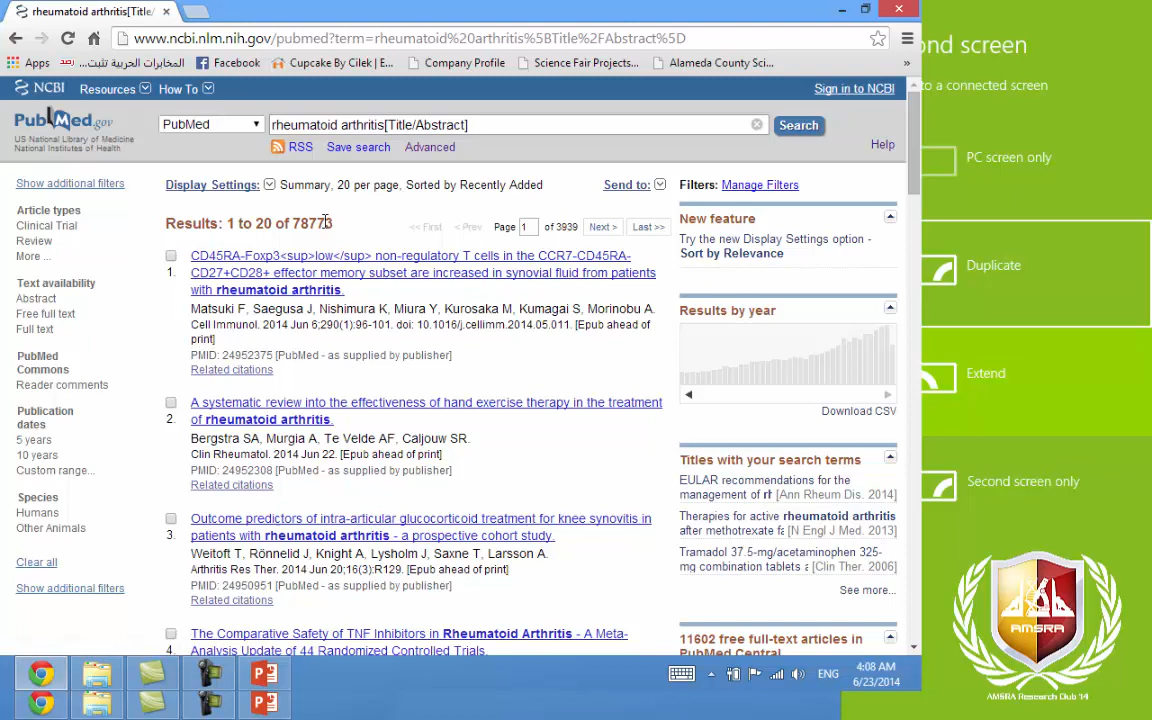 rheumatoid arthritis[Title/
www.ncbi.nlm.nih.gov/pubmed?term=rheumatoid%20arthritis%5BTitle%2FAbstract%5D
Apps
المخابرات الحربية تثبت... رصد
Facebook
Cupcake By Cilek | E...
Company Profile
Science Fair Projects...
Alameda County Sci...
»
NCBI Resources How To Sign in to NCBI
PubMed.gov
US National Library of Medicine
National Institutes of Health
PubMed
rheumatoid arthritis[Title/Abstract]
Search
RSS Save search Advanced
Help
Show additional filters
Article types
Clinical Trial
Review
More ...
Text availability
Abstract
Free full text
Full text
PubMed
Commons
Reader comments
Publication
dates
5 years
10 years
Custom range...
Species
Humans
Other Animals
Clear all
Show additional filters
Display Settings: Summary, 20 per page, Sorted by Recently Added Send to:
Results: 1 to 20 of 78773
<< First < Prev Page 1 of 3939 Next > Last >>
CD45RA-Foxp3<sup>low</sup> non-regulatory T cells in the CCR7-CD45RA-
1. CD27+CD28+ effector memory subset are increased in synovial fluid from patients
with rheumatoid arthritis.
Matsuki F, Saegusa J, Nishimura K, Miura Y, Kurosaka M, Kumagai S, Morinobu A.
Cell Immunol. 2014 Jun 6;290(1):96-101. doi: 10.1016/j.cellimm.2014.05.011. [Epub ahead of
print]
PMID: 24952375 [PubMed - as supplied by publisher]
Related citations
A systematic review into the effectiveness of hand exercise therapy in the treatment
2. of rheumatoid arthritis.
Bergstra SA, Murgia A, Te Velde AF, Caljouw SR.
Clin Rheumatol. 2014 Jun 22. [Epub ahead of print]
PMID: 24952308 [PubMed - as supplied by publisher]
Related citations
Outcome predictors of intra-articular glucocorticoid treatment for knee synovitis in
3. patients with rheumatoid arthritis - a prospective cohort study.
Weitoft T, Rönnelid J, Knight A, Lysholm J, Saxne T, Larsson A.
Arthritis Res Ther. 2014 Jun 20;16(3):R129. [Epub ahead of print]
PMID: 24950951 [PubMed - as supplied by publisher]
Related citations
The Comparative Safety of TNF Inhibitors in Rheumatoid Arthritis - A Meta-
4. Analysis Update of 44 Randomized Controlled Trials.
Filters: Manage Filters
New feature
Try the new Display Settings option -
Sort by Relevance
Results by year
Download CSV
Titles with your search terms
EULAR recommendations for the
management of rh [Ann Rheum Dis. 2014]
Therapies for active rheumatoid arthritis
after methotrexate fa [N Engl J Med. 2013]
Tramadol 37.5-mg/acetaminophen 325-
mg combination tablets a [Clin Ther. 2006]
See more...
11602 free full-text articles in
PubMed Central
ond screen
to a connected screen
PC screen only
Duplicate
Extend
Second screen only
AMSRA
AMSRA Research Club '14
ENG
4:08 AM
6/23/2014